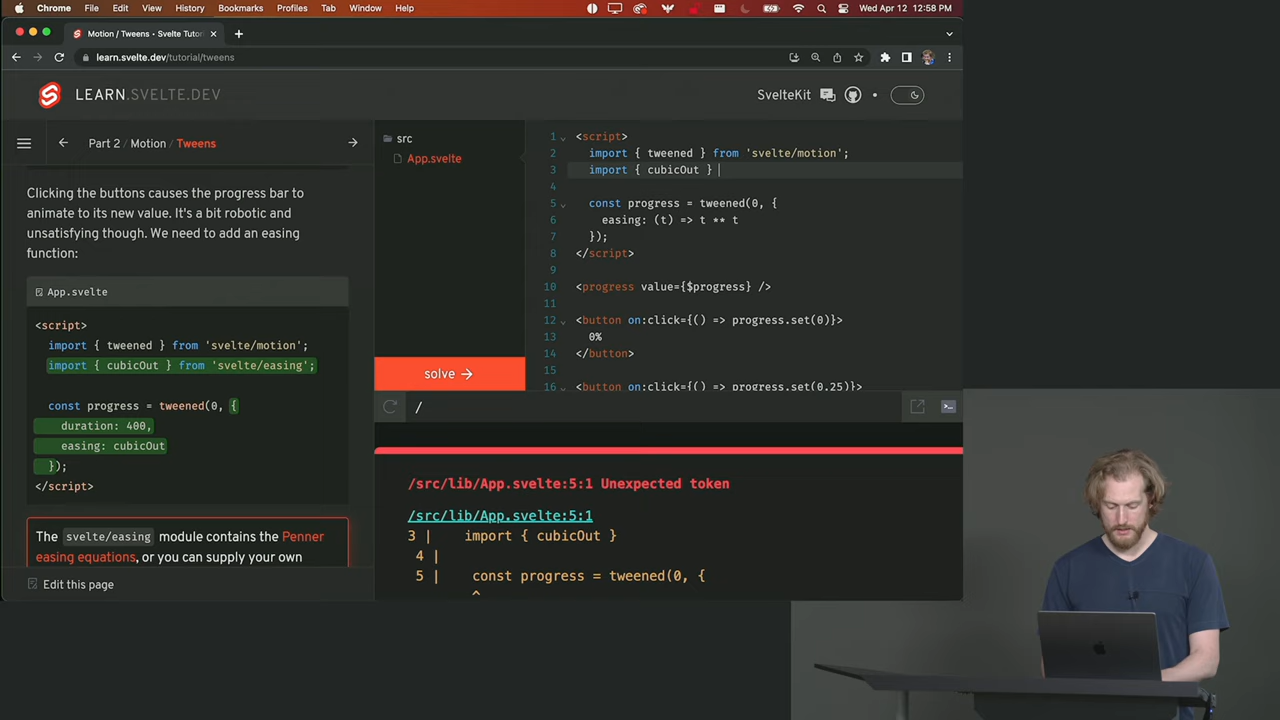 Chrome File Edit View History Bookmarks Profiles Tab Window Help Wed Apr 12 12:58 PM
Motion / Tweens • Svelte Tutor
learn.svelte.dev/tutorial/tweens
LEARN.SVELTE.DEV
SvelteKit
Part 2 / Motion / Tweens
Clicking the buttons causes the progress bar to
animate to its new value. It's a bit robotic and
unsatisfying though. We need to add an easing
function:
App.svelte
<script>
import { tweened } from 'svelte/motion';
import { cubicOut } from 'svelte/easing';
const progress = tweened(0, {
duration: 400,
easing: cubicOut
});
</script>
The svelte/easing module contains the Penner
easing equations, or you can supply your own
Edit this page
src
App.svelte
solve →
1 <script>
2 import { tweened } from 'svelte/motion';
3 import { cubicOut }
4
5 const progress = tweened(0, {
6 easing: (t) => t ** t
7 });
8 </script>
9
10 <progress value={$progress} />
11
12 <button on:click={() => progress.set(0)}>
13 0%
14 </button>
15
16 <button on:click={() => progress.set(0.25)}>
/
/src/lib/App.svelte:5:1 Unexpected token
/src/lib/App.svelte:5:1
3 | import { cubicOut }
4 |
5 | const progress = tweened(0, {
^